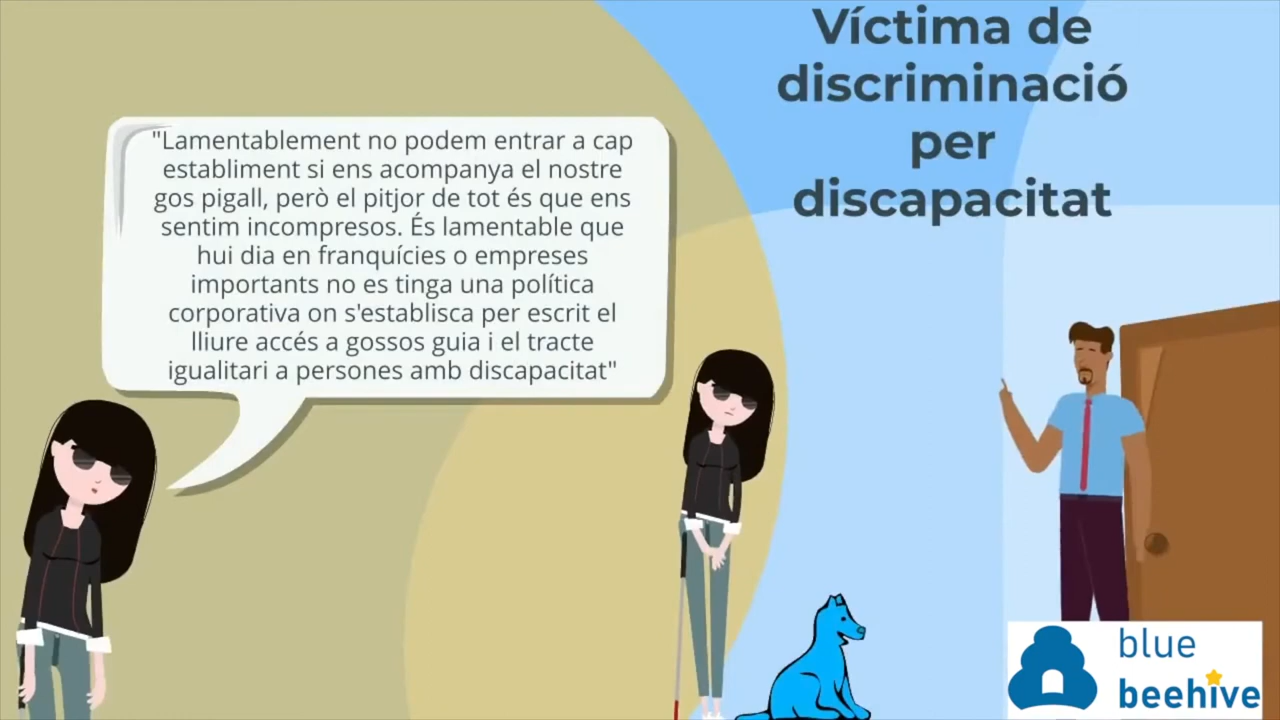 Víctima de
discriminació
per
discapacitat
"Lamentablement no podem entrar a cap
establiment si ens acompanya el nostre
gos pigall, però el pitjor de tot és que ens
sentim incompresos. És lamentable que
hui dia en franquícies o empreses
importants no es tinga una política
corporativa on s'establisca per escrit el
lliure accés a gossos guia i el tracte
igualitari a persones amb discapacitat"
blue
beehive